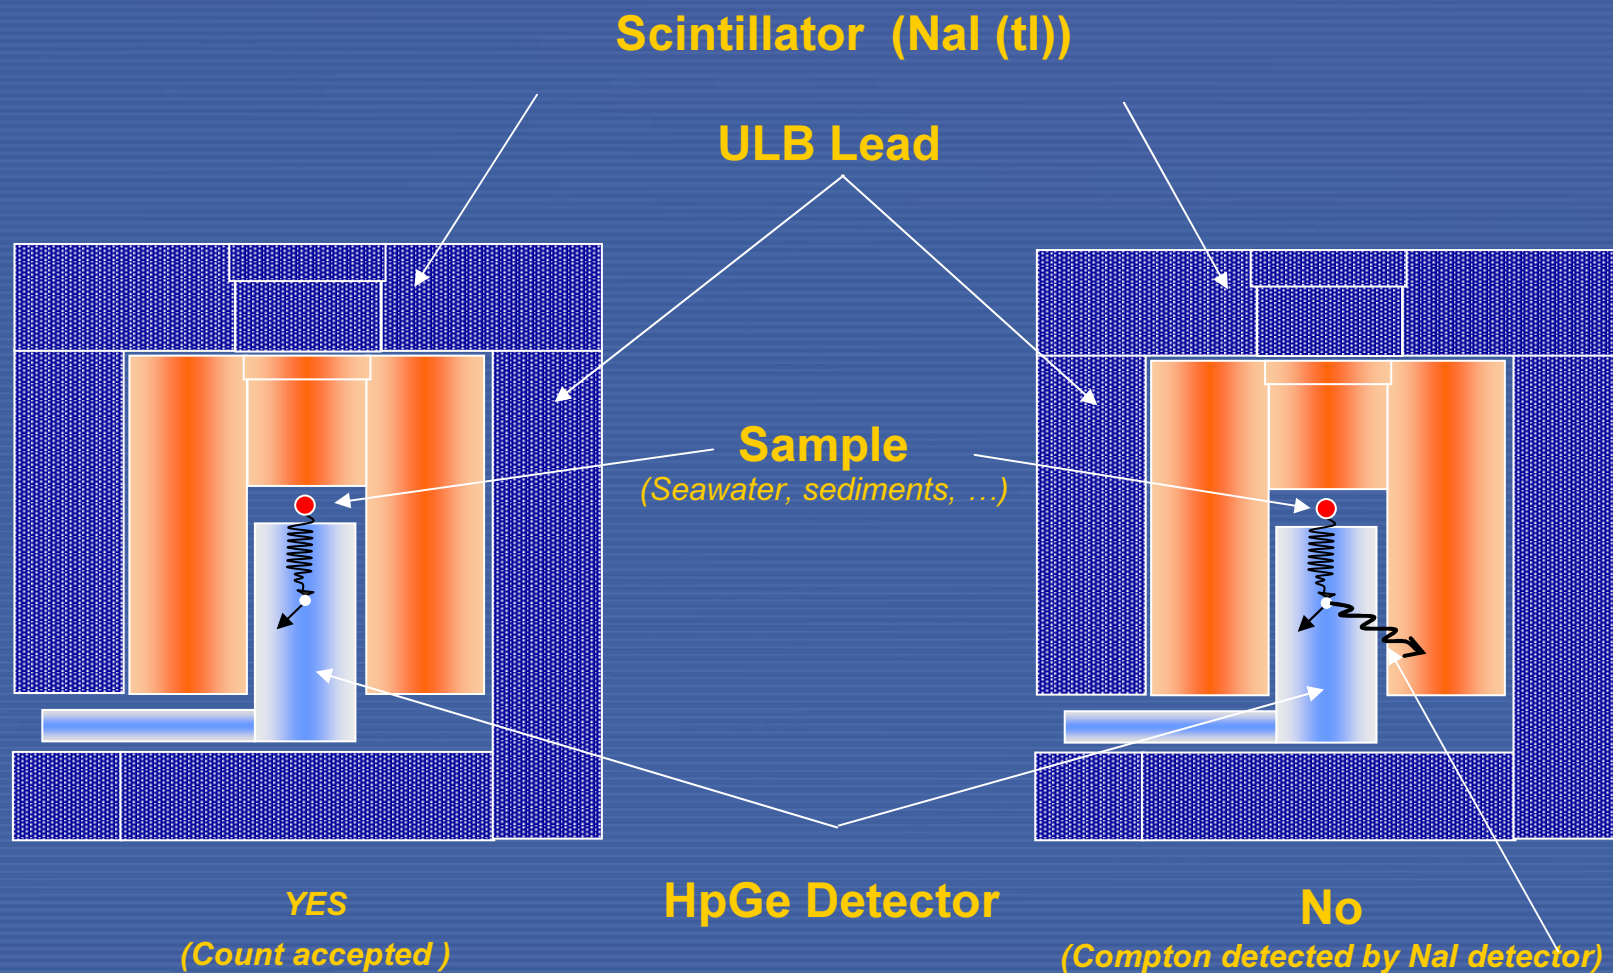 Scintillator (NaI (tl))
ULB Lead
Sample
(Seawater, sediments, …)
HpGe Detector
YES
(Count accepted )
No
(Compton detected by NaI detector)